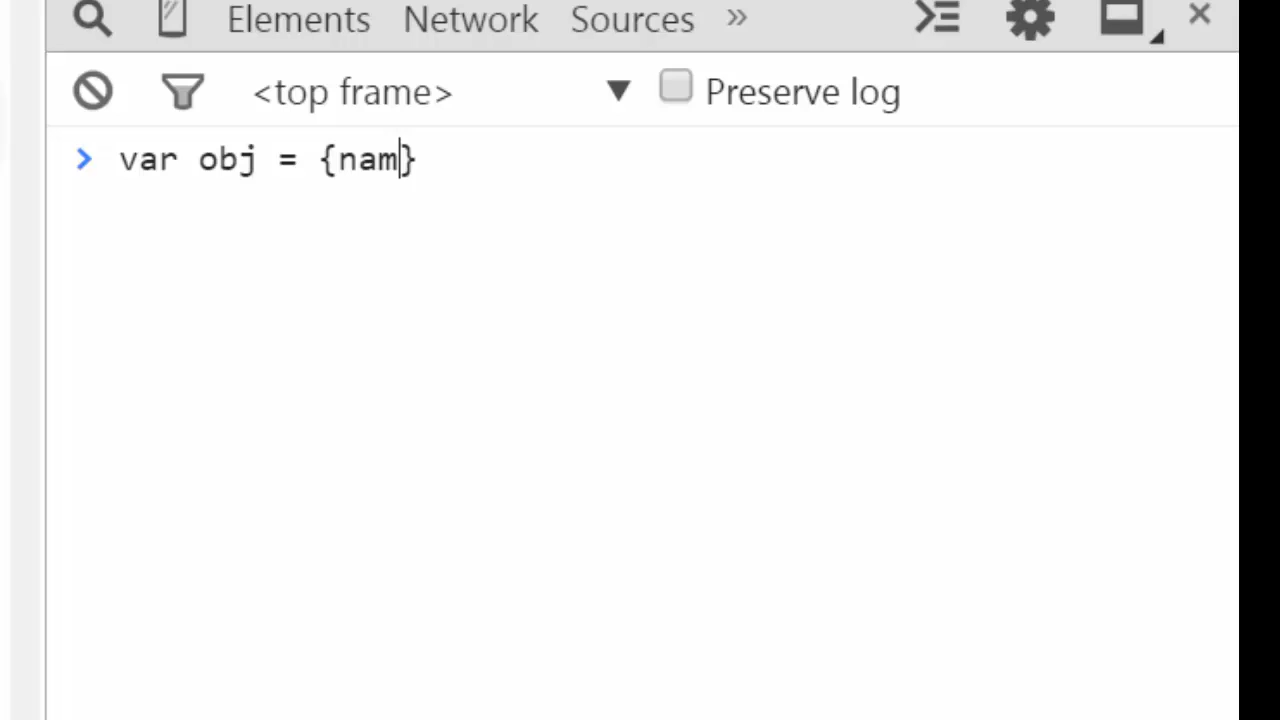 Elements Network Sources »
<top frame> ▼ Preserve log
> var obj = {nam}